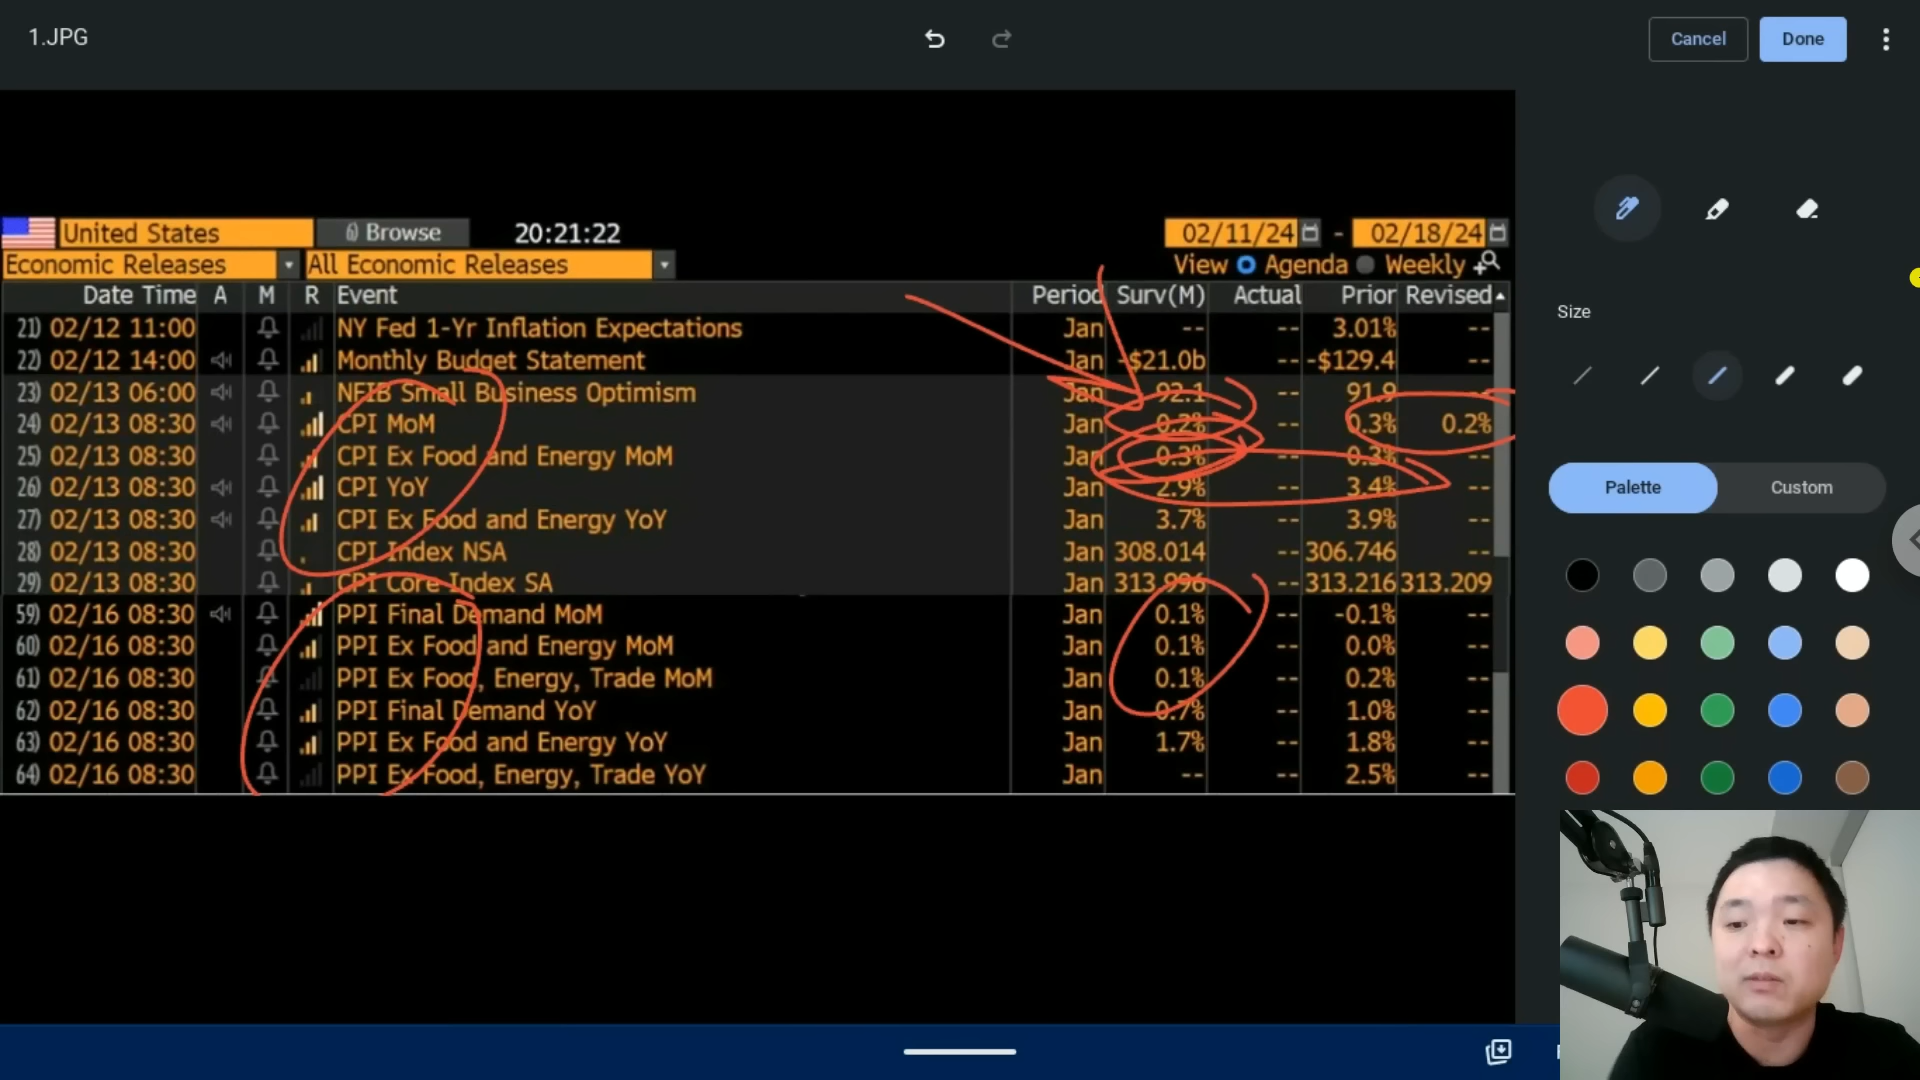 1.JPG
Cancel Done
United States Browse 20:21:22 02/11/24 - 02/18/24
Economic Releases All Economic Releases View Agenda Weekly
Date Time A M R Event Period Surv(M) Actual Prior Revised
21) 02/12 11:00 NY Fed 1-Yr Inflation Expectations Jan -- -- 3.01% --
22) 02/12 14:00 Monthly Budget Statement Jan -$21.0b -- -$129.4 --
23) 02/13 06:00 NFIB Small Business Optimism Jan 92.1 -- 91.9 --
24) 02/13 08:30 CPI MoM Jan 0.2% -- 0.3% 0.2%
25) 02/13 08:30 CPI Ex Food and Energy MoM Jan 0.3% -- 0.3% --
26) 02/13 08:30 CPI YoY Jan 2.9% -- 3.4% --
27) 02/13 08:30 CPI Ex Food and Energy YoY Jan 3.7% -- 3.9% --
28) 02/13 08:30 CPI Index NSA Jan 308.014 -- 306.746 --
29) 02/13 08:30 CPI Core Index SA Jan 313.996 -- 313.216 313.209
59) 02/16 08:30 PPI Final Demand MoM Jan 0.1% -- -0.1% --
60) 02/16 08:30 PPI Ex Food and Energy MoM Jan 0.1% -- 0.0% --
61) 02/16 08:30 PPI Ex Food, Energy, Trade MoM Jan 0.1% -- 0.2% --
62) 02/16 08:30 PPI Final Demand YoY Jan 0.7% -- 1.0% --
63) 02/16 08:30 PPI Ex Food and Energy YoY Jan 1.7% -- 1.8% --
64) 02/16 08:30 PPI Ex Food, Energy, Trade YoY Jan -- -- 2.5% --
Size
Palette Custom